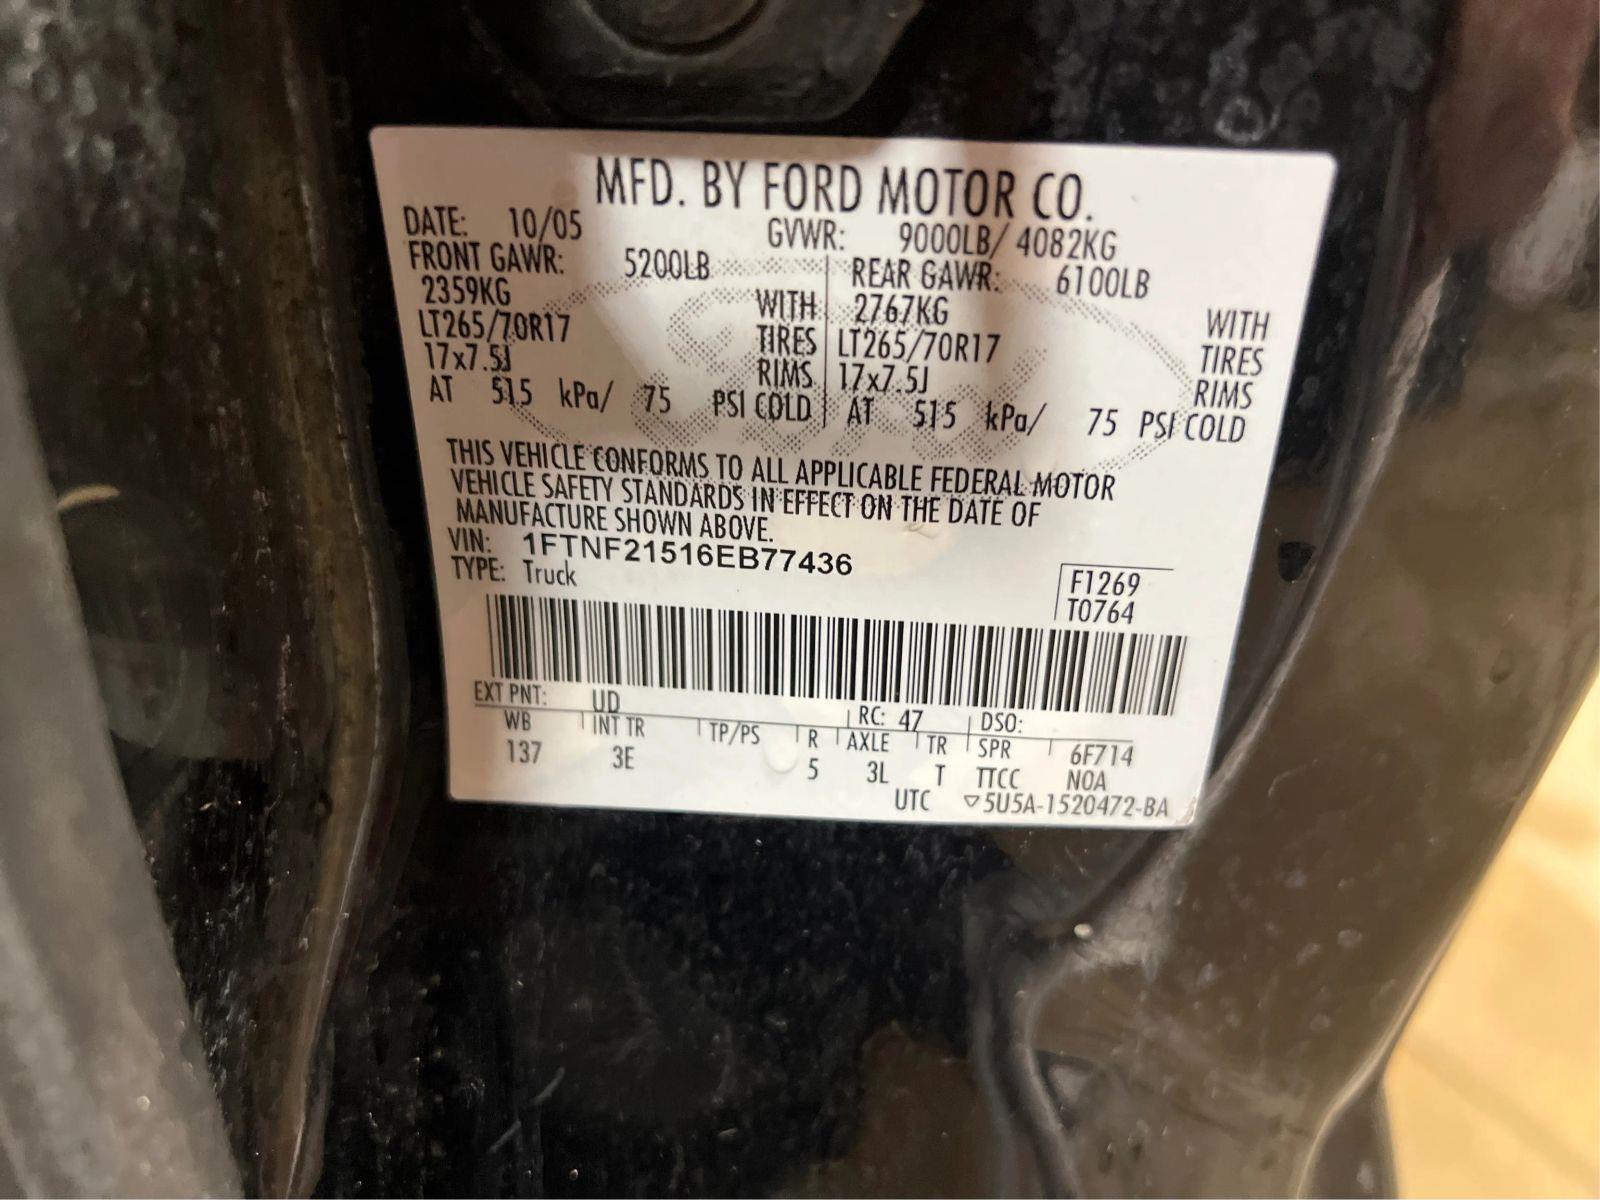 MFD. BY FORD MOTOR CO.
DATE: 10/05 GVWR: 9000LB/ 4082KG
FRONT GAWR: 5200LB REAR GAWR: 6100LB
2359KG WITH 2767KG WITH
LT265/70R17 TIRES LT265/70R17 TIRES
17x7.5J RIMS 17x7.5J RIMS
AT 515 kPa/ 75 PSI COLD AT 515 kPa/ 75 PSI COLD
THIS VEHICLE CONFORMS TO ALL APPLICABLE FEDERAL MOTOR
VEHICLE SAFETY STANDARDS IN EFFECT ON THE DATE OF
MANUFACTURE SHOWN ABOVE.
VIN: 1FTNF21516EB77436
TYPE: Truck
F1269
T0764
EXT PNT: UD RC: 47 DSO:
WB INT TR TP/PS R AXLE TR SPR 6F714
137 3E 5 3L T TTCC NOA
UTC ▽5U5A-1520472-BA